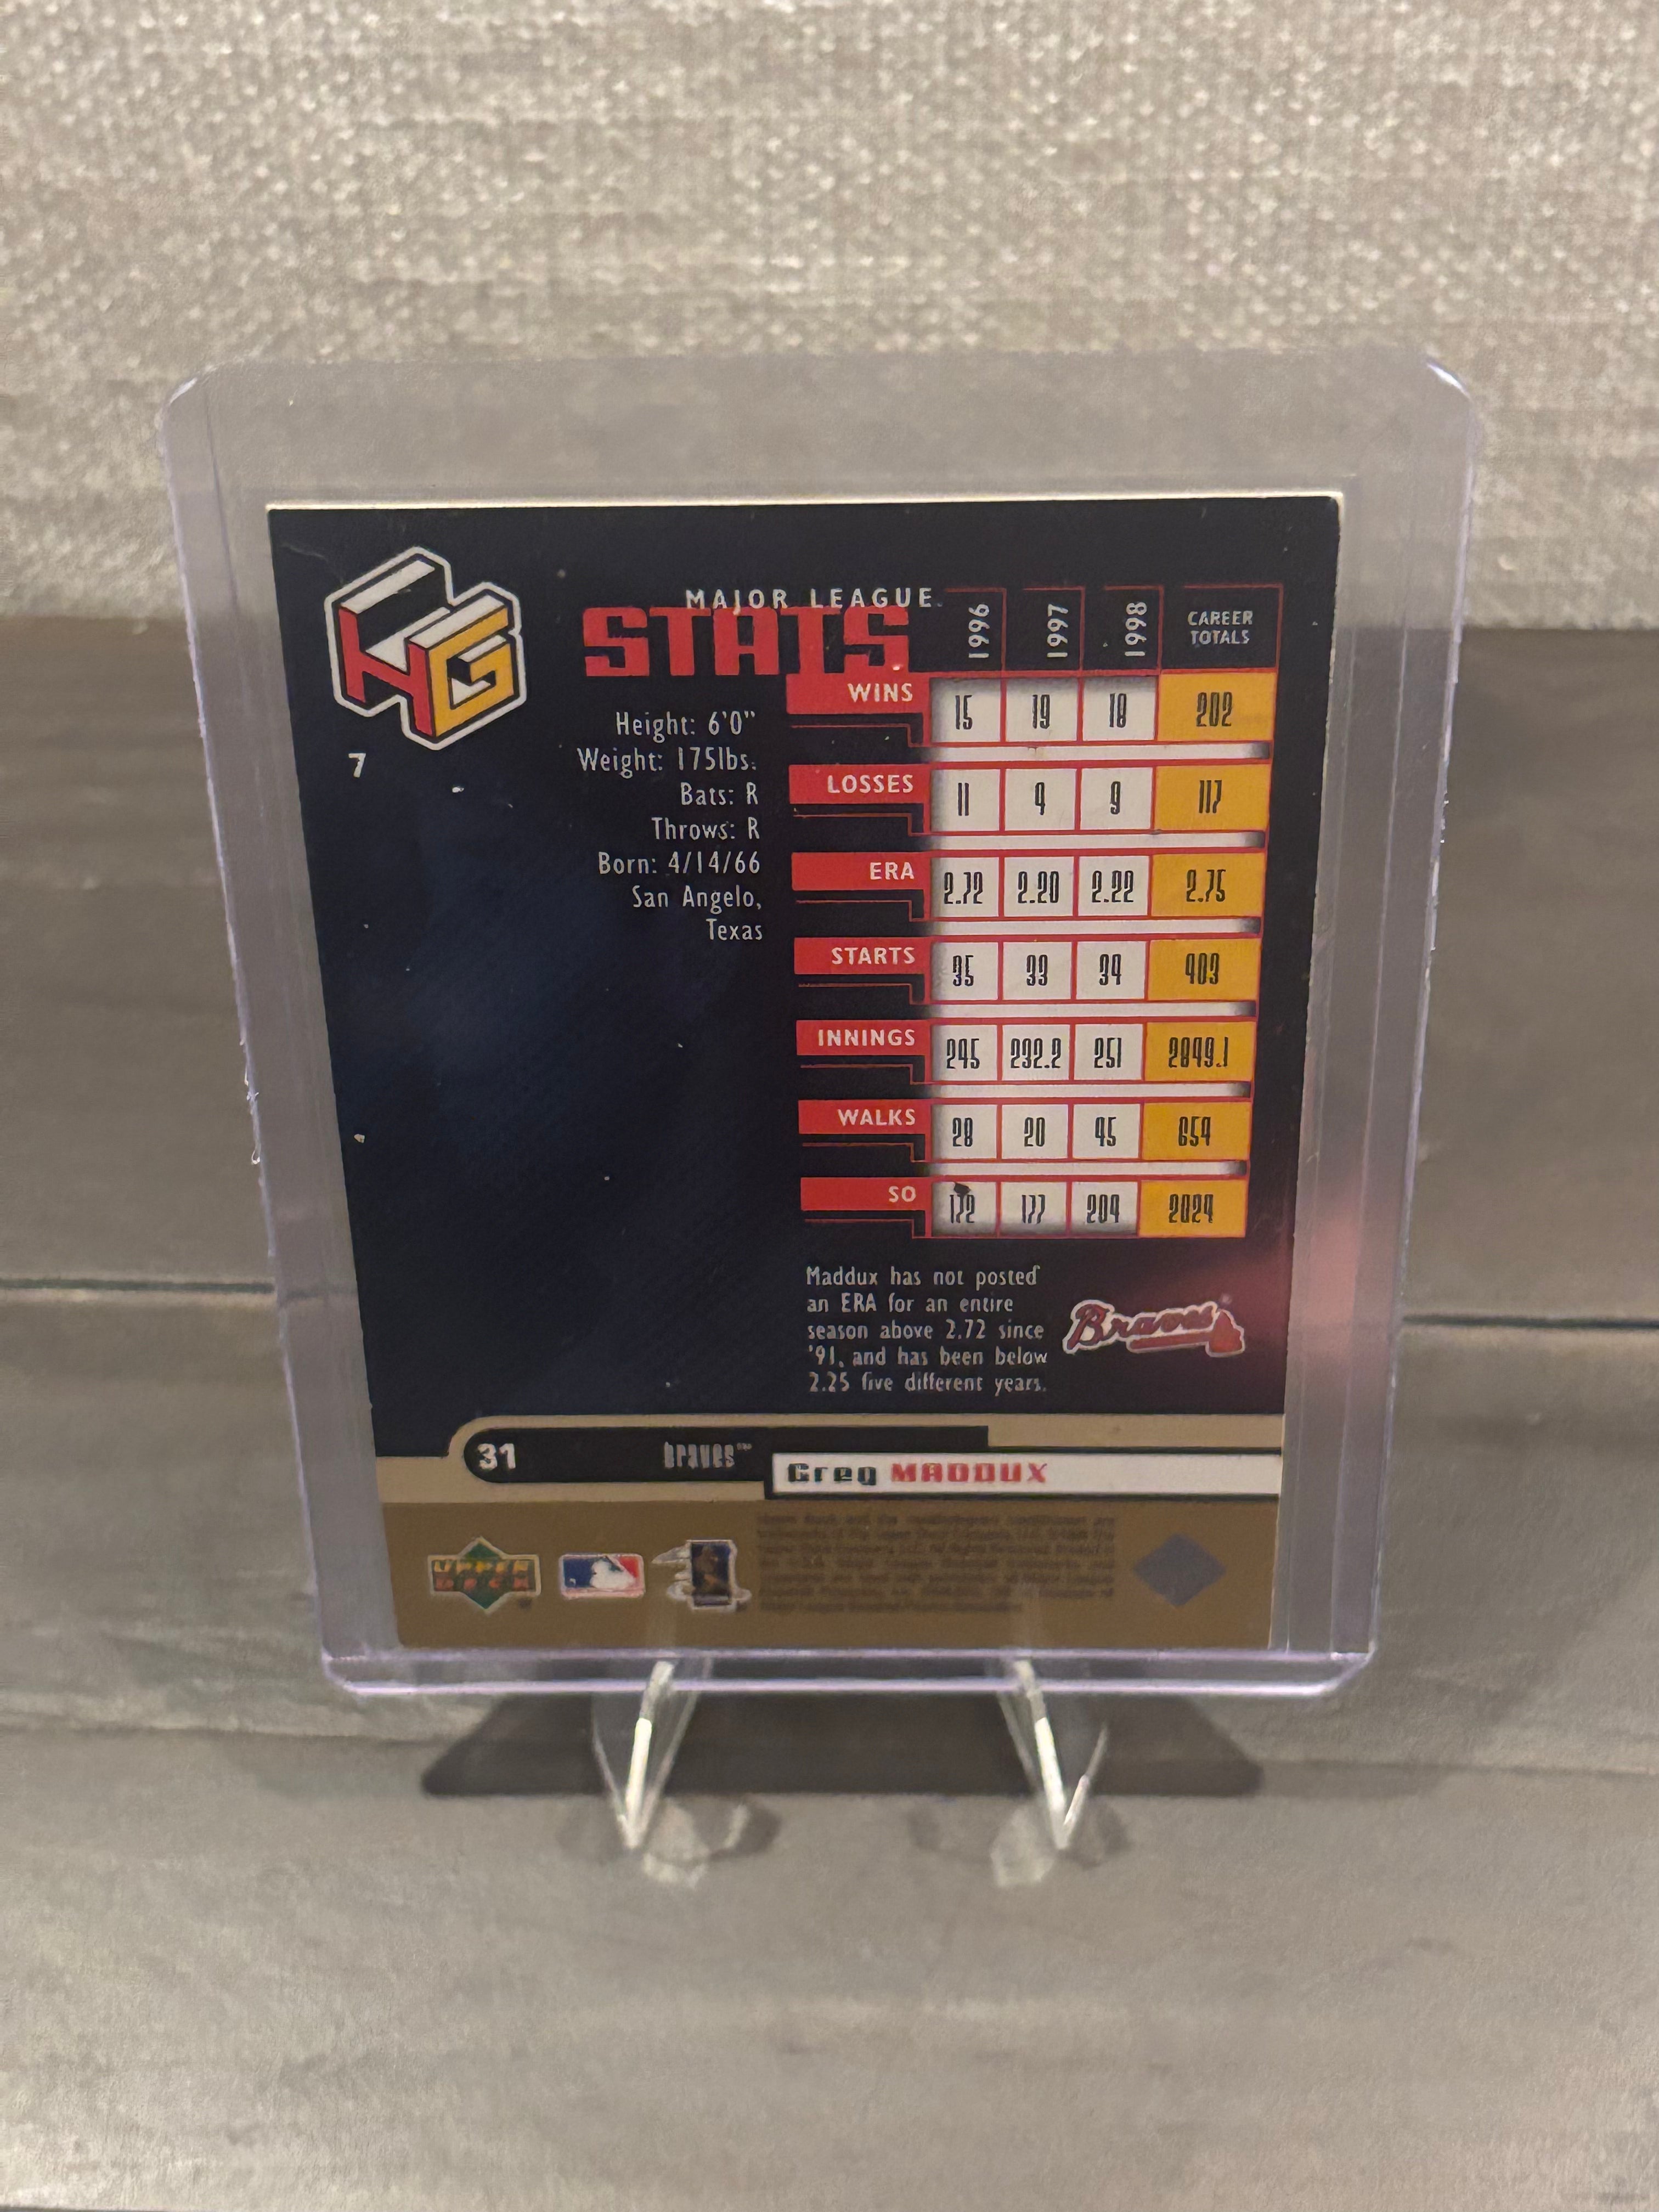 HG
7
MAJOR LEAGUE
STATS
Height: 6'0"
Weight: 175lbs.
Bats: R
Throws: R
Born: 4/14/66
San Angelo,
Texas
1996 1997 1998 CAREER TOTALS
WINS 15 19 18 202
LOSSES 11 4 9 117
ERA 2.72 2.20 2.22 2.75
STARTS 35 33 34 403
INNINGS 245 232.2 251 2849.1
WALKS 28 20 45 654
SO 172 177 204 2024
Maddux has not posted
an ERA for an entire
season above 2.72 since
'91, and has been below
2.25 five different years.
Braves
31 braves™
Greg MADDUX
UPPER
DECK